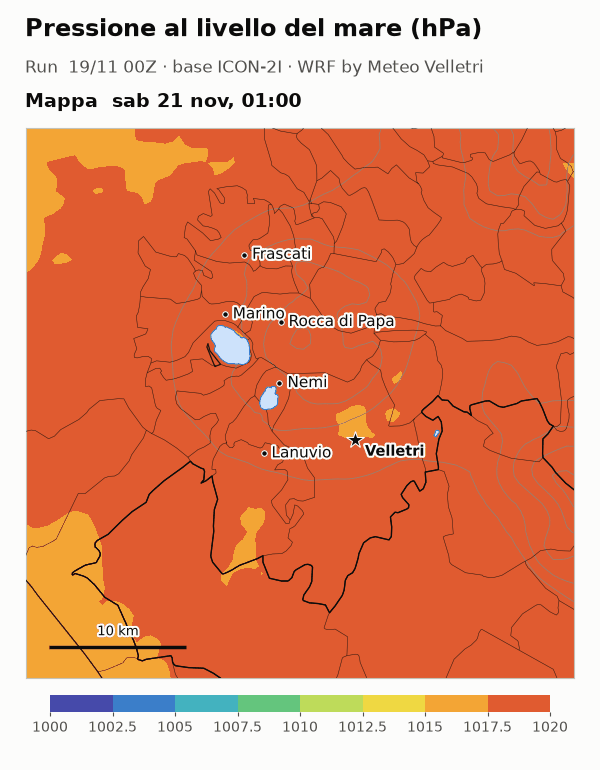 Pressione al livello del mare (hPa)
Run  19/11 00Z · base ICON-2I · WRF by Meteo Velletri
Mappa  sab 21 nov, 01:00
Frascati
Marino
Rocca di Papa
Nemi
Velletri
Lanuvio
10 km
1000 1002.5 1005 1007.5 1010 1012.5 1015 1017.5 1020